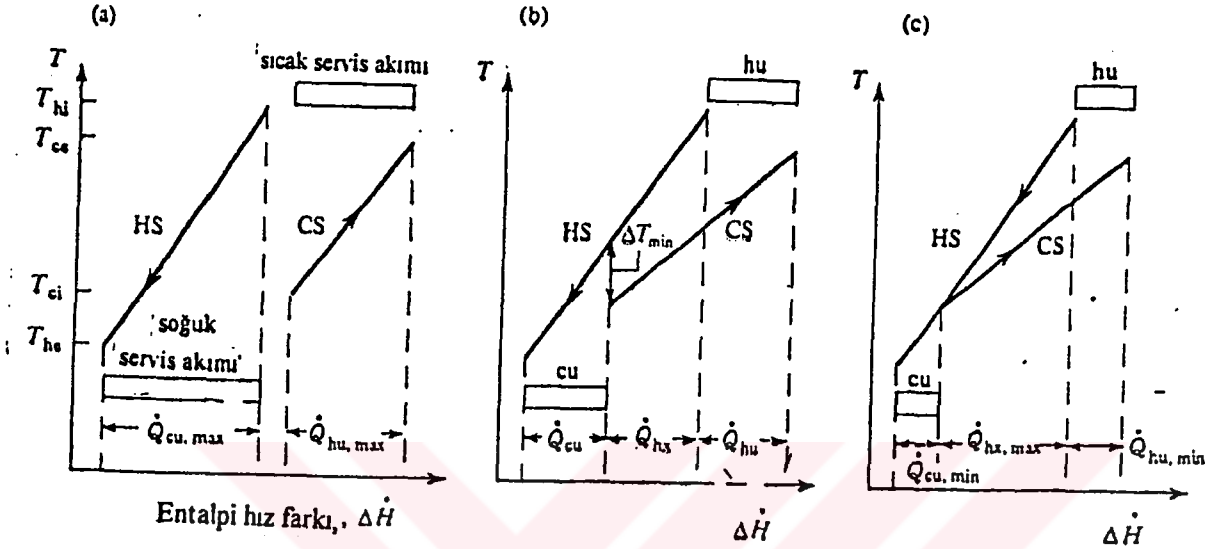 (a)
T
T_hi
T_ce
T_ci
T_he
'sıcak servis akımı
HS
CS
'soğuk
'servis akımı'
Q̇_cu, max
Q̇_hu, max
Entalpi hız farkı, , ΔḢ
(b)
T
hu
HS
ΔT_min
CS
cu
Q̇_cu
Q̇_hx
Q̇_hu
ΔḢ
(c)
T
hu
HS
CS
cu
Q̇_cu, min
Q̇_hx, max
Q̇_hu, min
ΔḢ